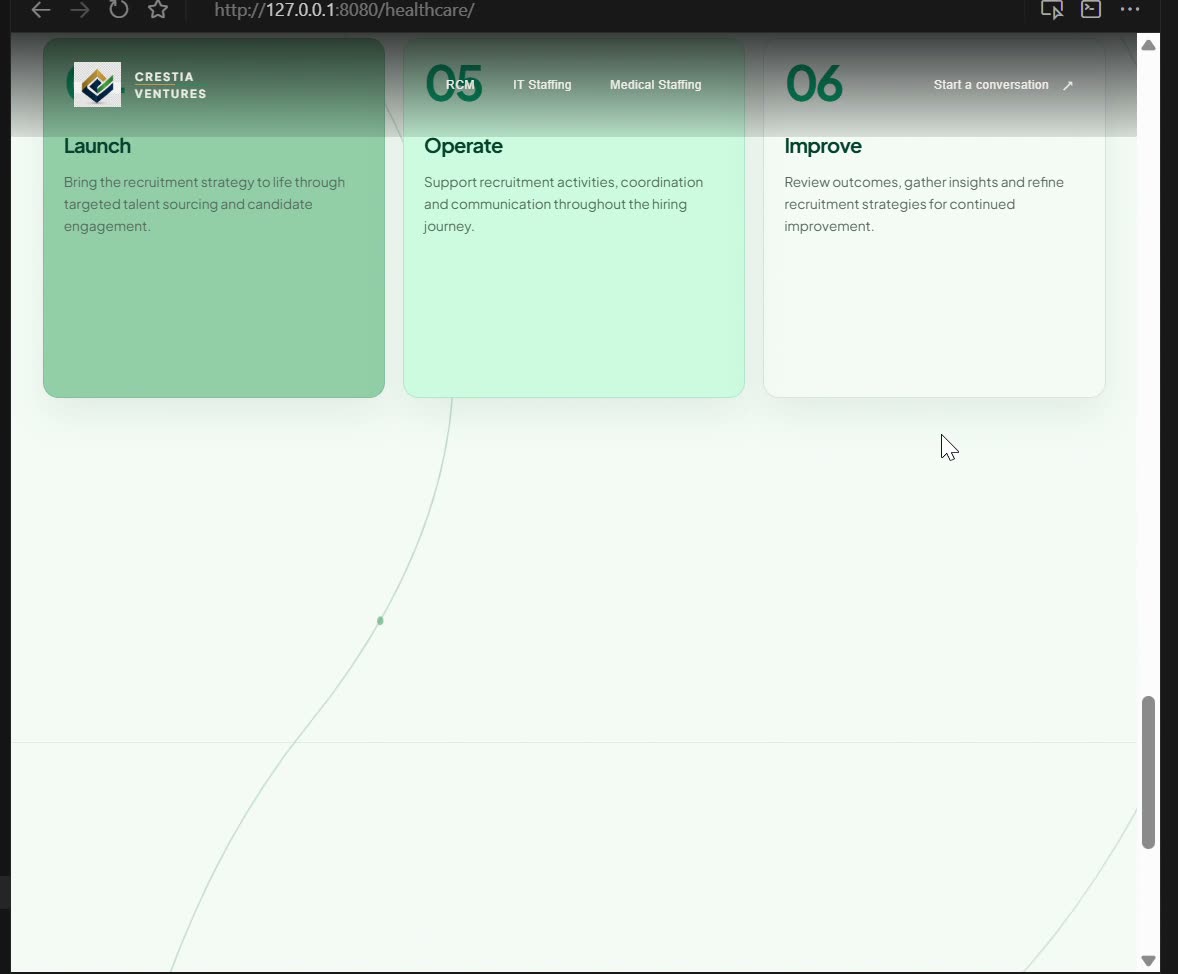 http://127.0.0.1:8080/healthcare/
CRESTIA
VENTURES
RCM
IT Staffing
Medical Staffing
Start a conversation ↗
05
06
Launch
Bring the recruitment strategy to life through
targeted talent sourcing and candidate
engagement.
Operate
Support recruitment activities, coordination
and communication throughout the hiring
journey.
Improve
Review outcomes, gather insights and refine
recruitment strategies for continued
improvement.